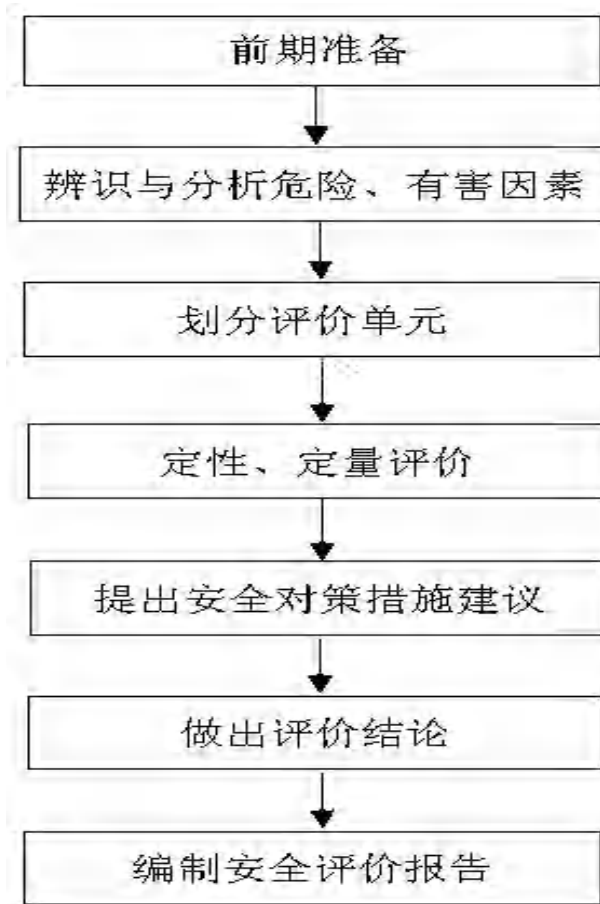 前期准备
辨识与分析危险、有害因素
划分评价单元
定性、定量评价
提出安全对策措施建议
做出评价结论
编制安全评价报告